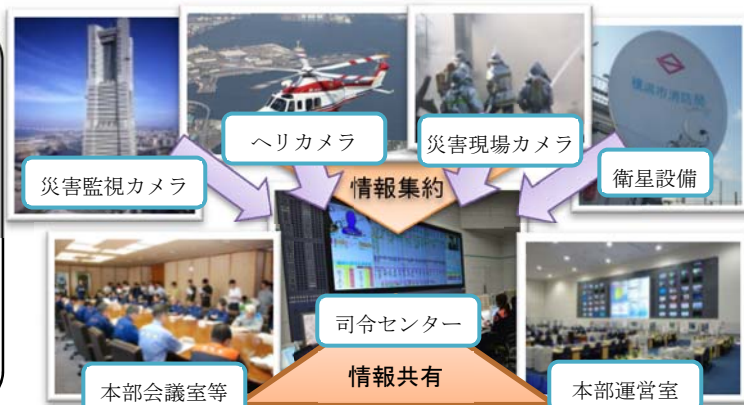 ヘリカメラ
災害現場カメラ
災害監視カメラ
衛星設備
横浜市消防局
情報集約
司令センター
情報共有
本部会議室等
本部運営室